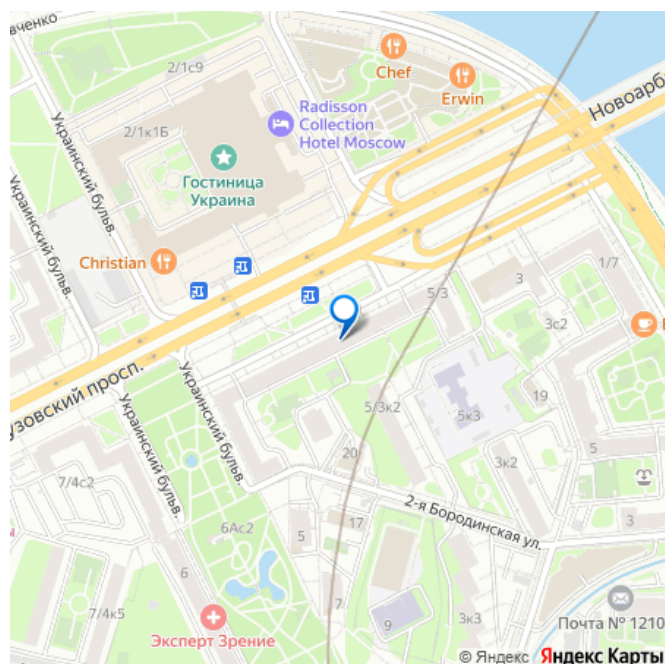 вченко
2/1с9
Chef
Erwin
Новоарб
Radisson
Collection
Hotel Moscow
2/1к1Б
Украинский бульв.
Гостиница
Украина
Украинский бульв.
Christian
1/7
3
5/3
3с2
узовский просп.
19
5/3к2
5к3
Украинский бульв.
20
5
3к2
7/4с2
Украинский бульв.
2-я Бородинская ул.
17
3
6Ас2
5
7
6
9
3к3
7/4к5
Эксперт Зрение
Почта № 1210
© Яндекс Яндекс Карты